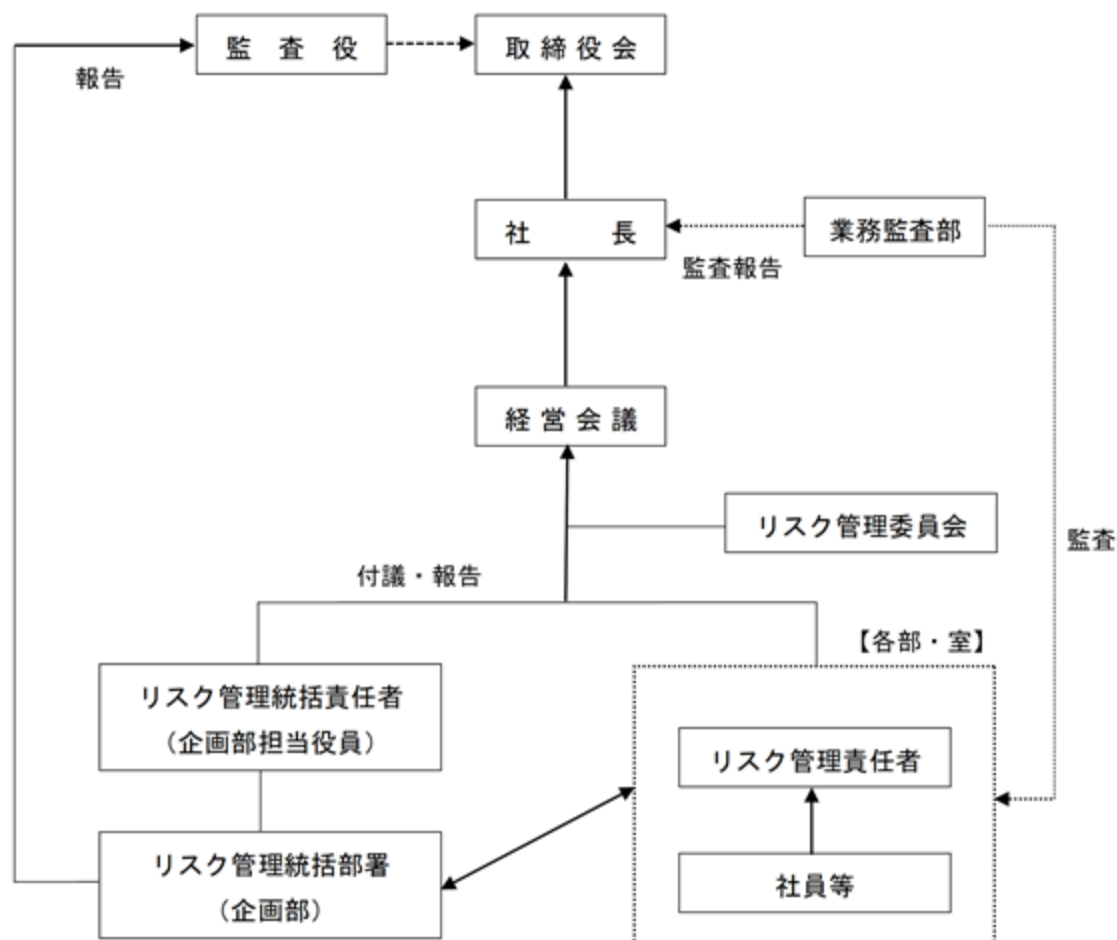 監査役
取締役会
報告
社長
業務監査部
監査報告
経営会議
リスク管理委員会
監査
付議・報告
【各部・室】
リスク管理統括責任者
（企画部担当役員）
リスク管理責任者
リスク管理統括部署
（企画部）
社員等